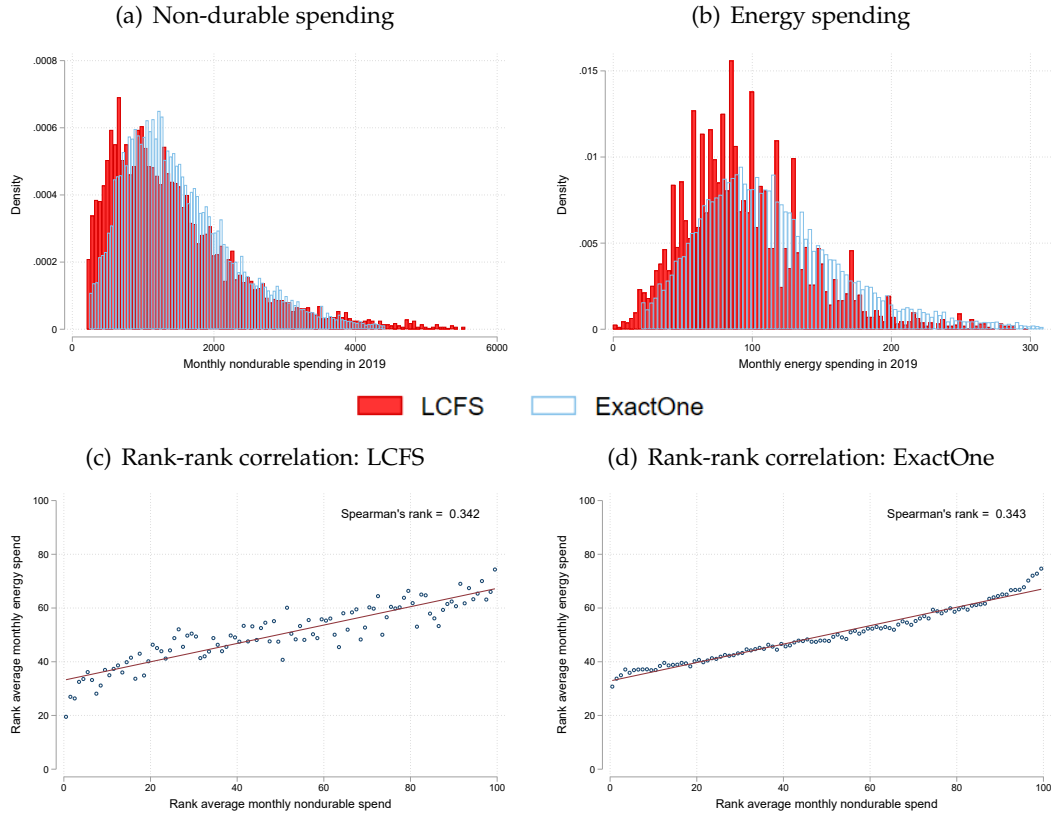 (a) Non-durable spending
(b) Energy spending
.0008
.0006
.0004
.0002
0
Density
0 2000 4000 6000
Monthly nondurable spending in 2019
.015
.01
.005
0
Density
0 100 200 300
Monthly energy spending in 2019
LCFS ExactOne
(c) Rank-rank correlation: LCFS
(d) Rank-rank correlation: ExactOne
100
80
60
40
20
0
Rank average monthly energy spend
Spearman's rank = 0.342
0 20 40 60 80 100
Rank average monthly nondurable spend
100
80
60
40
20
0
Rank average monthly energy spend
Spearman's rank = 0.343
0 20 40 60 80 100
Rank average monthly nondurable spend